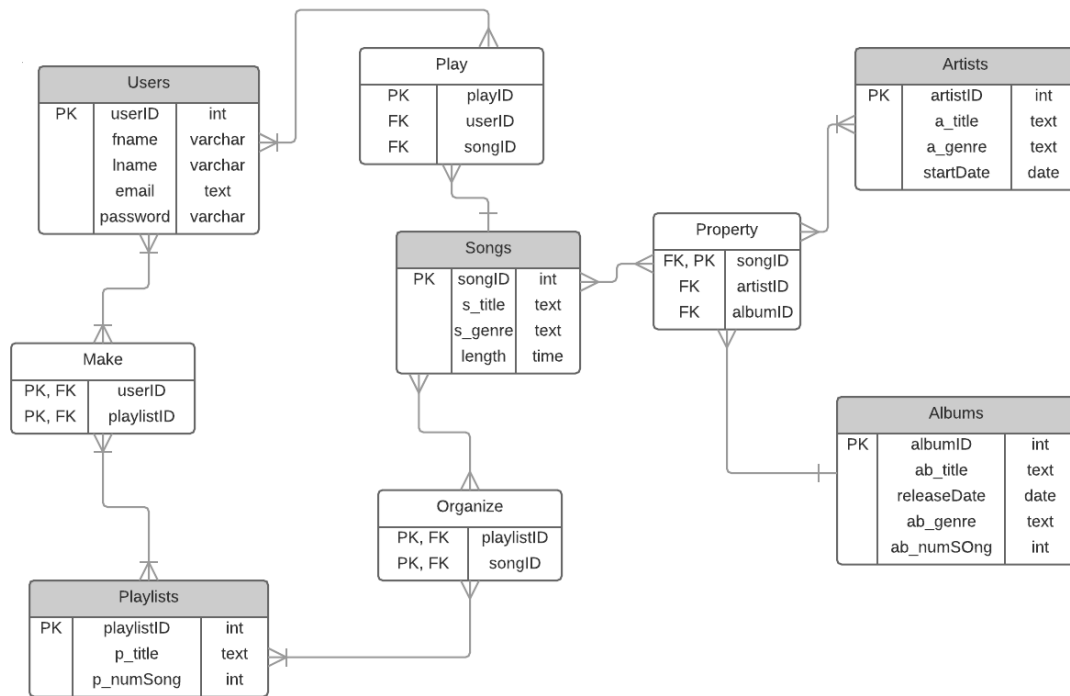 Users
PK userID int
fname varchar
lname varchar
email text
password varchar
Play
PK playID
FK userID
FK songID
Artists
PK artistID int
a_title text
a_genre text
startDate date
Songs
PK songID int
s_title text
s_genre text
length time
Property
FK, PK songID
FK artistID
FK albumID
Make
PK, FK userID
PK, FK playlistID
Albums
PK albumID int
ab_title text
releaseDate date
ab_genre text
ab_numSOng int
Organize
PK, FK playlistID
PK, FK songID
Playlists
PK playlistID int
p_title text
p_numSong int